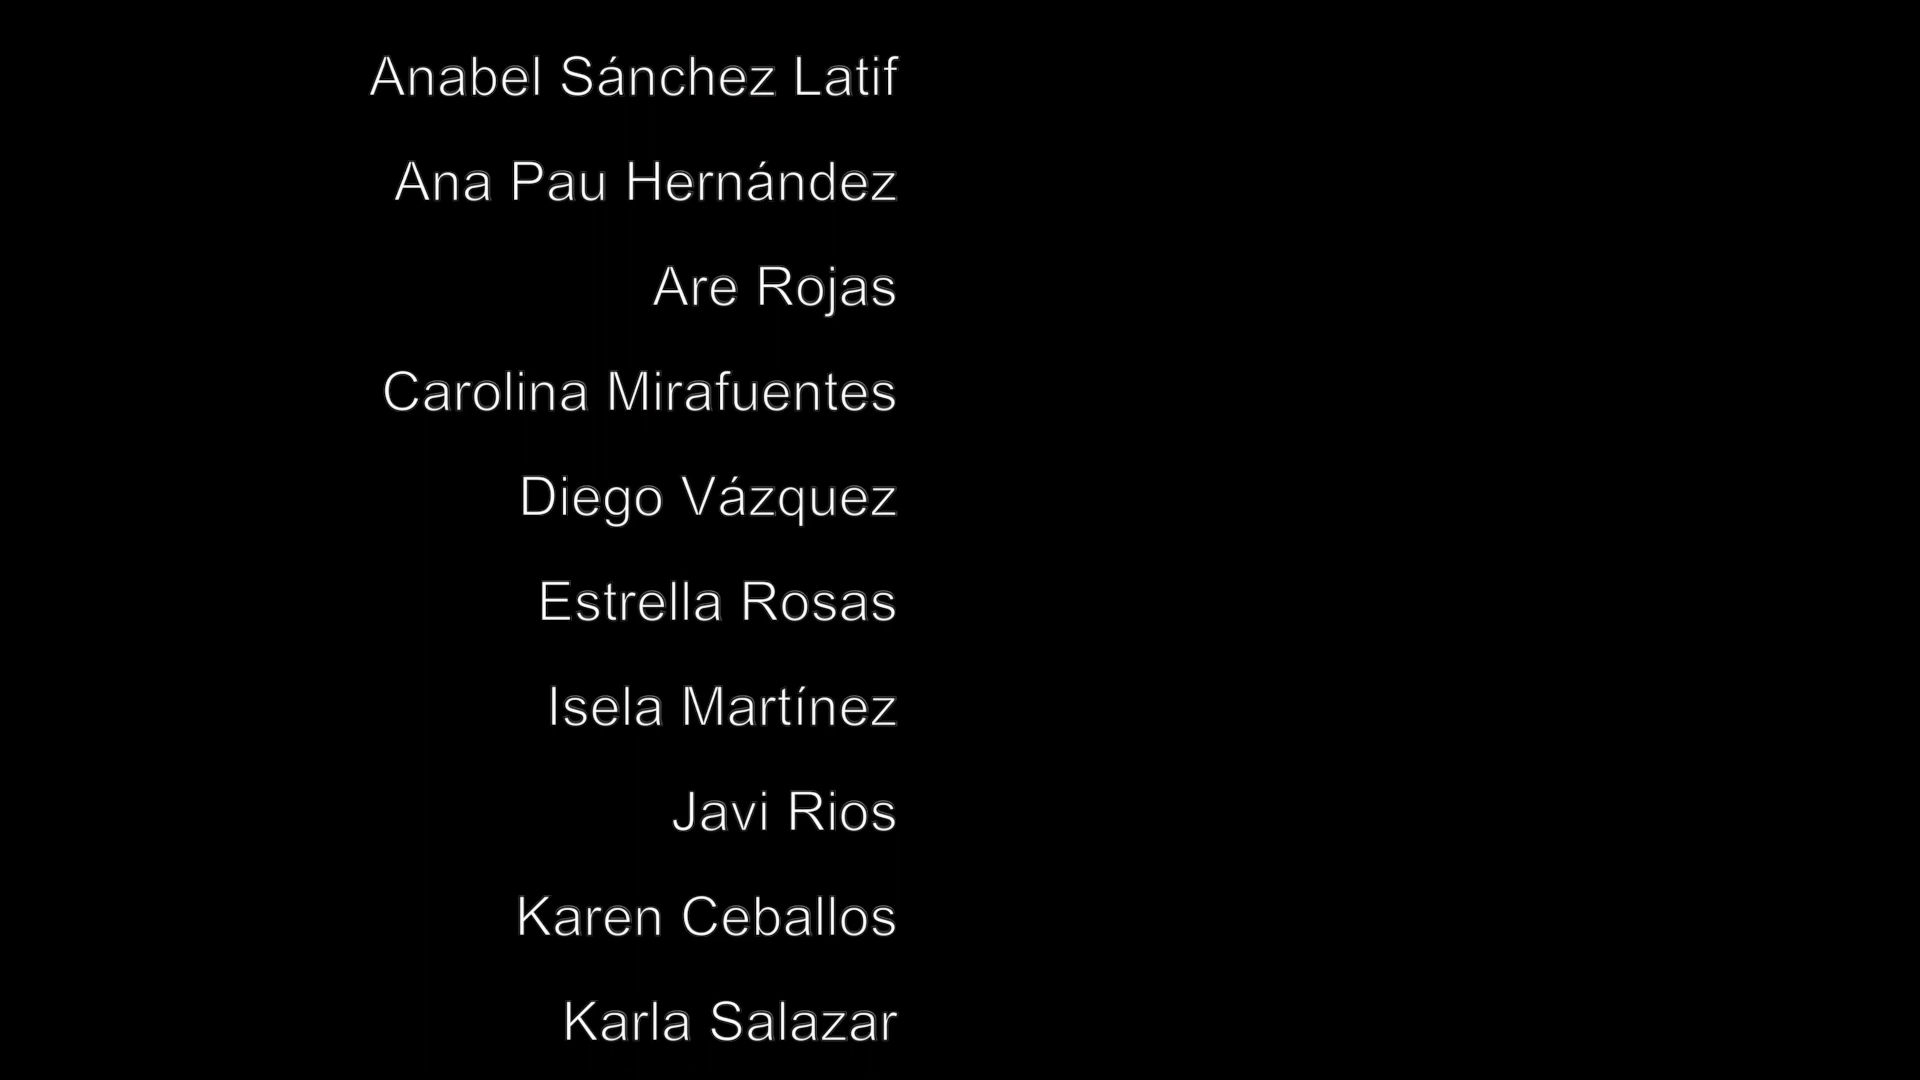 Anabel Sánchez Latif
Ana Pau Hernández
Are Rojas
Carolina Mirafuentes
Diego Vázquez
Estrella Rosas
Isela Martínez
Javi Rios
Karen Ceballos
Karla Salazar